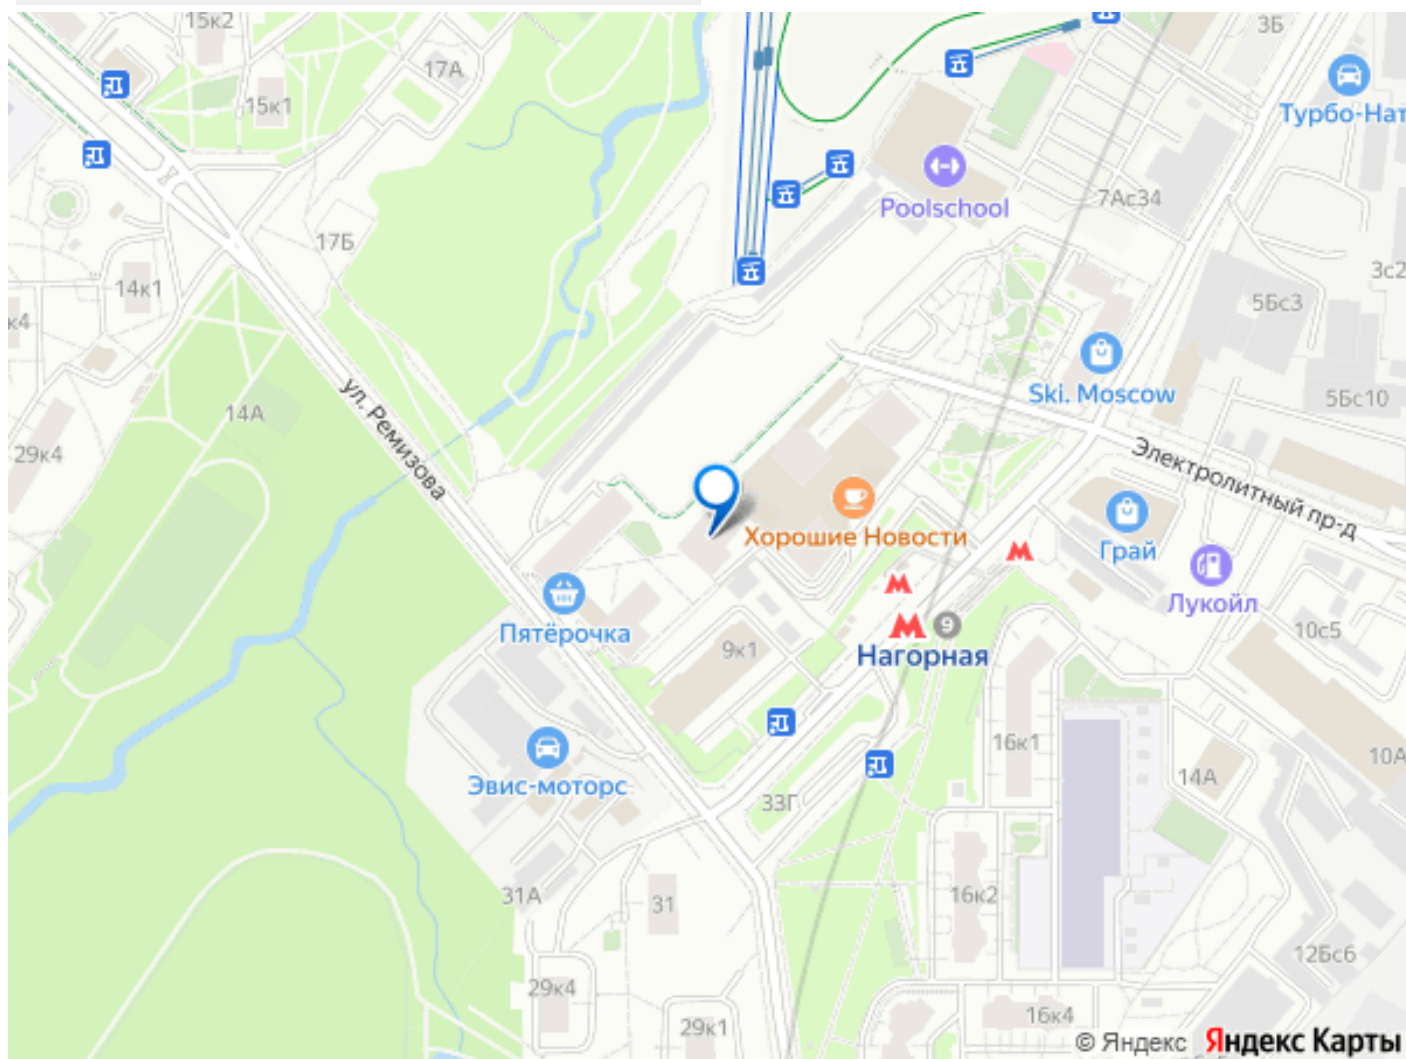 15к2
17А
15к1
3Б
Турбо-Нат
Poolschool
7Ас34
17Б
14к1
3с2
5Бс3
к4
Ski. Moscow
5Бс10
14А
ул. Ремизова
29к4
Электролитный пр-д
Хорошие Новости
Грай
Лукойл
Пятёрочка
9
Нагорная
10с5
9к1
16к1
10А
14А
Эвис-моторс
33Г
31А
31
16к2
12Бс6
29к4
29к1
16к4
© Яндекс Яндекс Карты